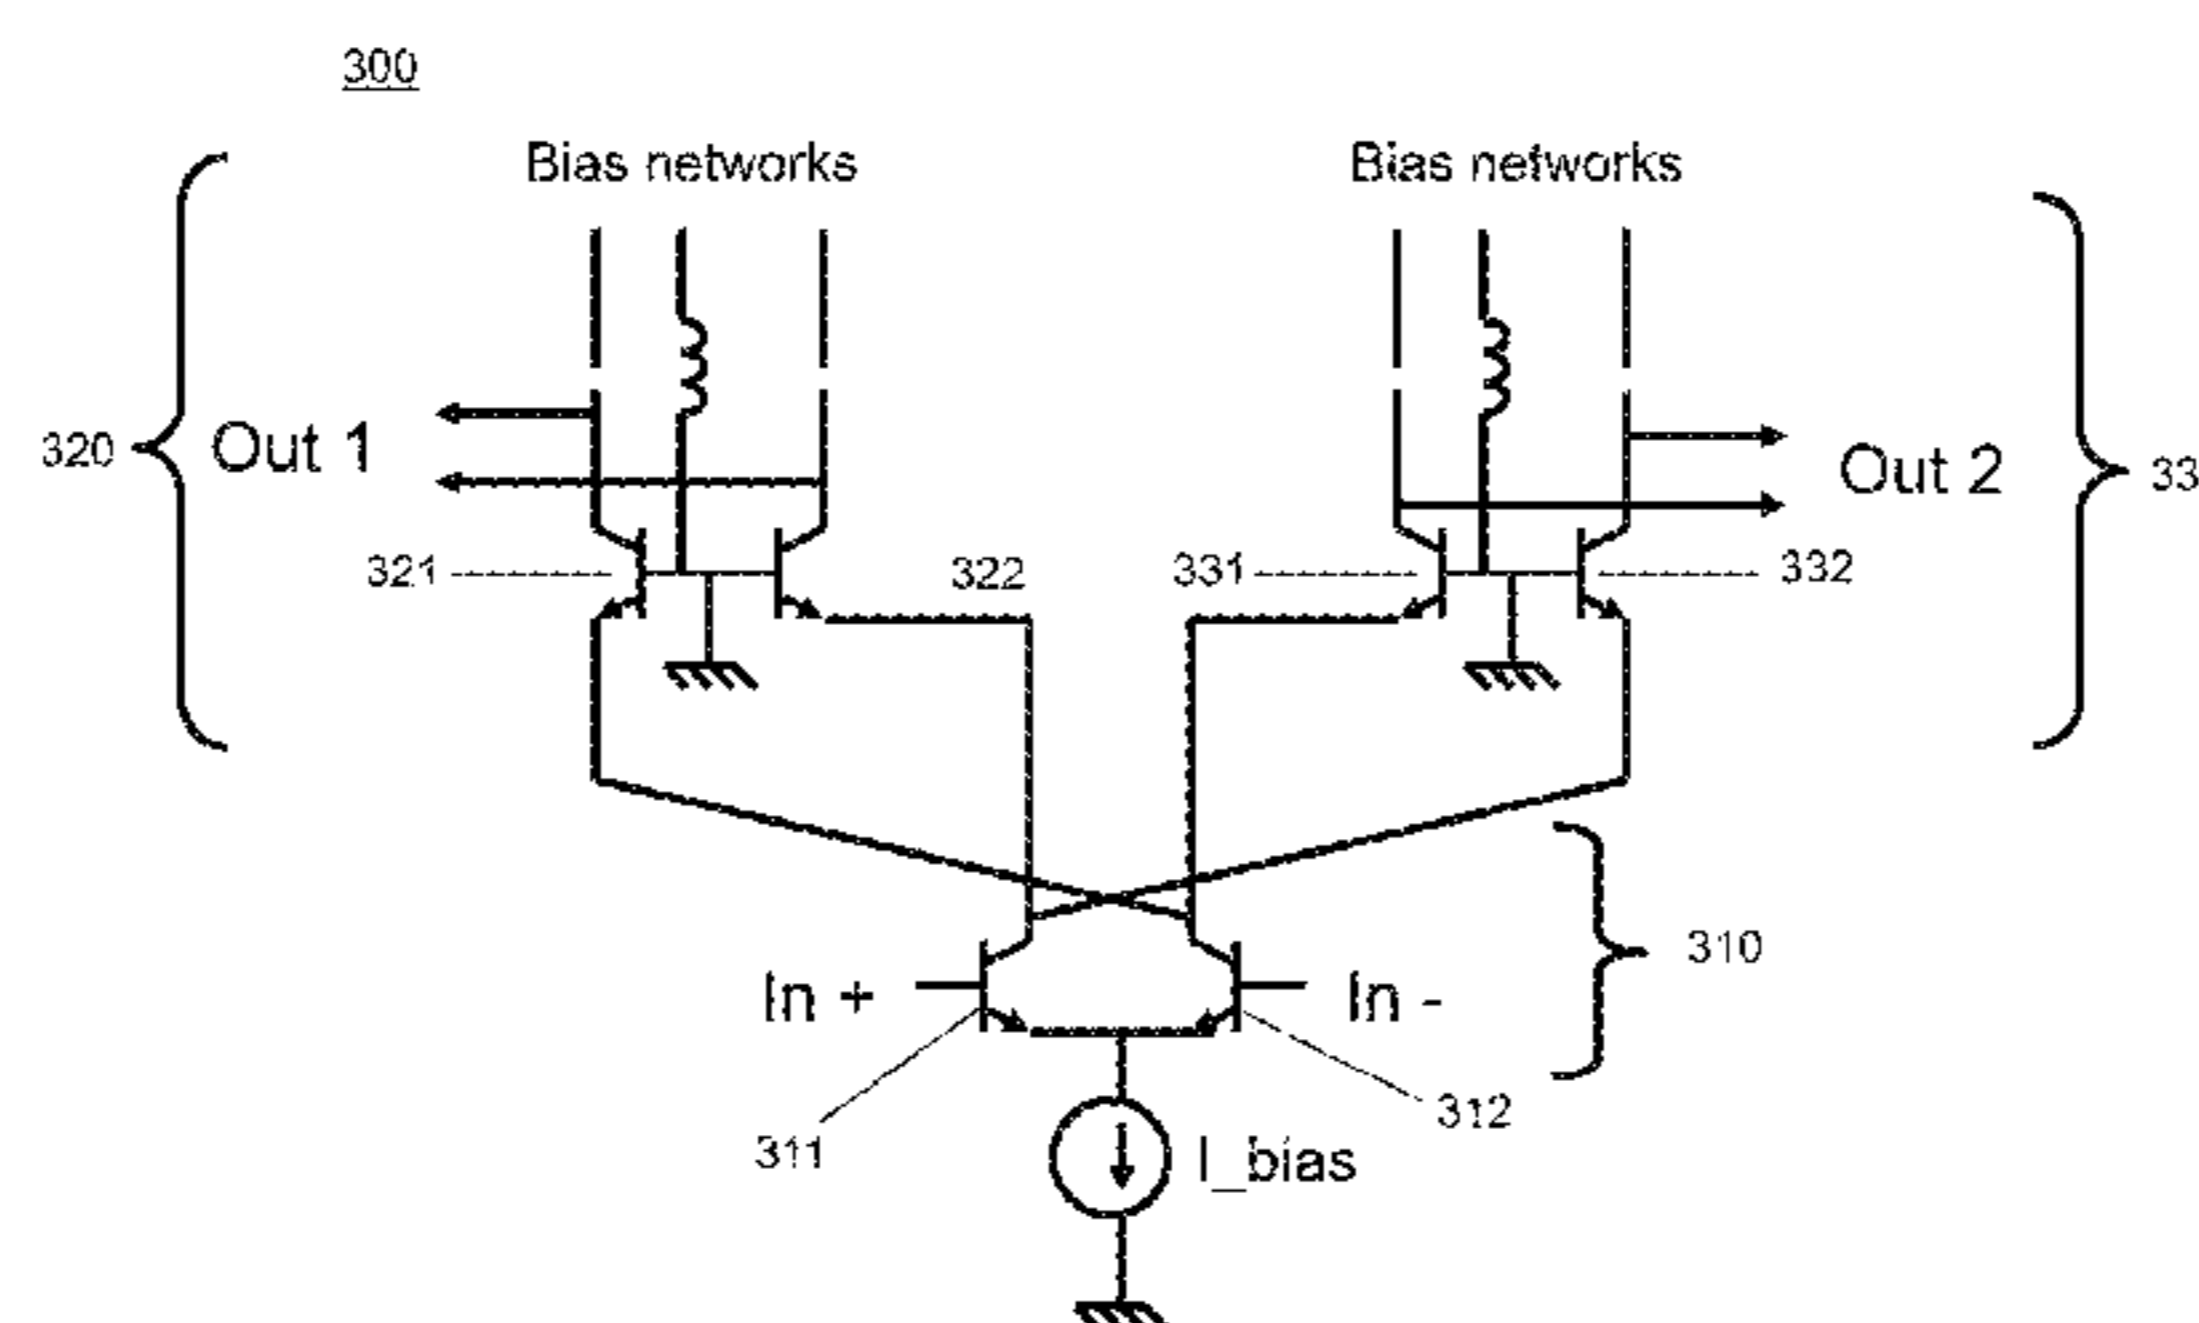 300
Bias networks
Bias networks
320
Out 1
Out 2
33
321
322
331
332
310
In +
In -
311
312
I_bias